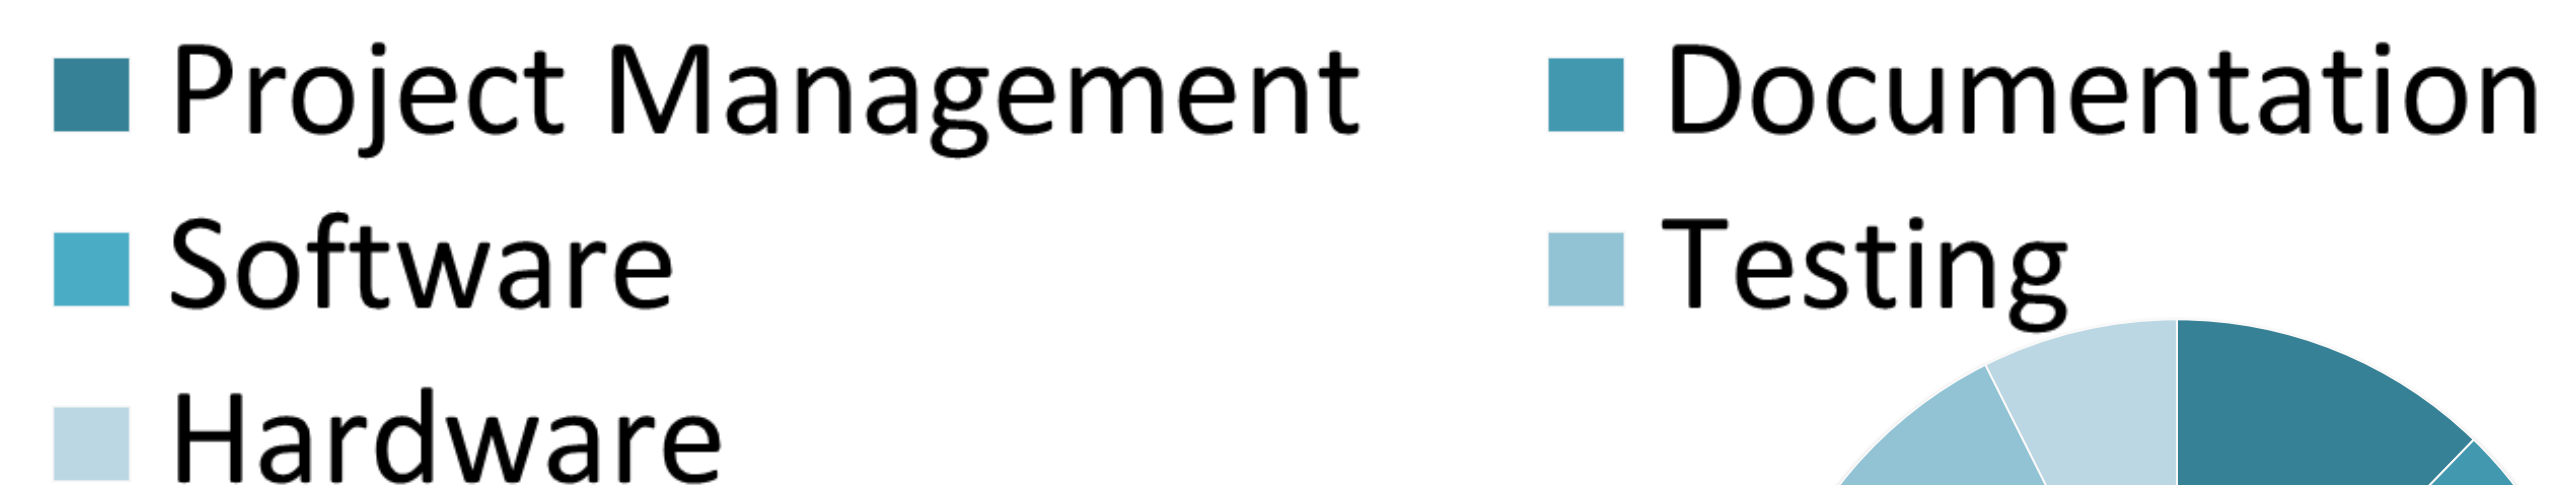 Project Management
Documentation
Software
Testing
Hardware